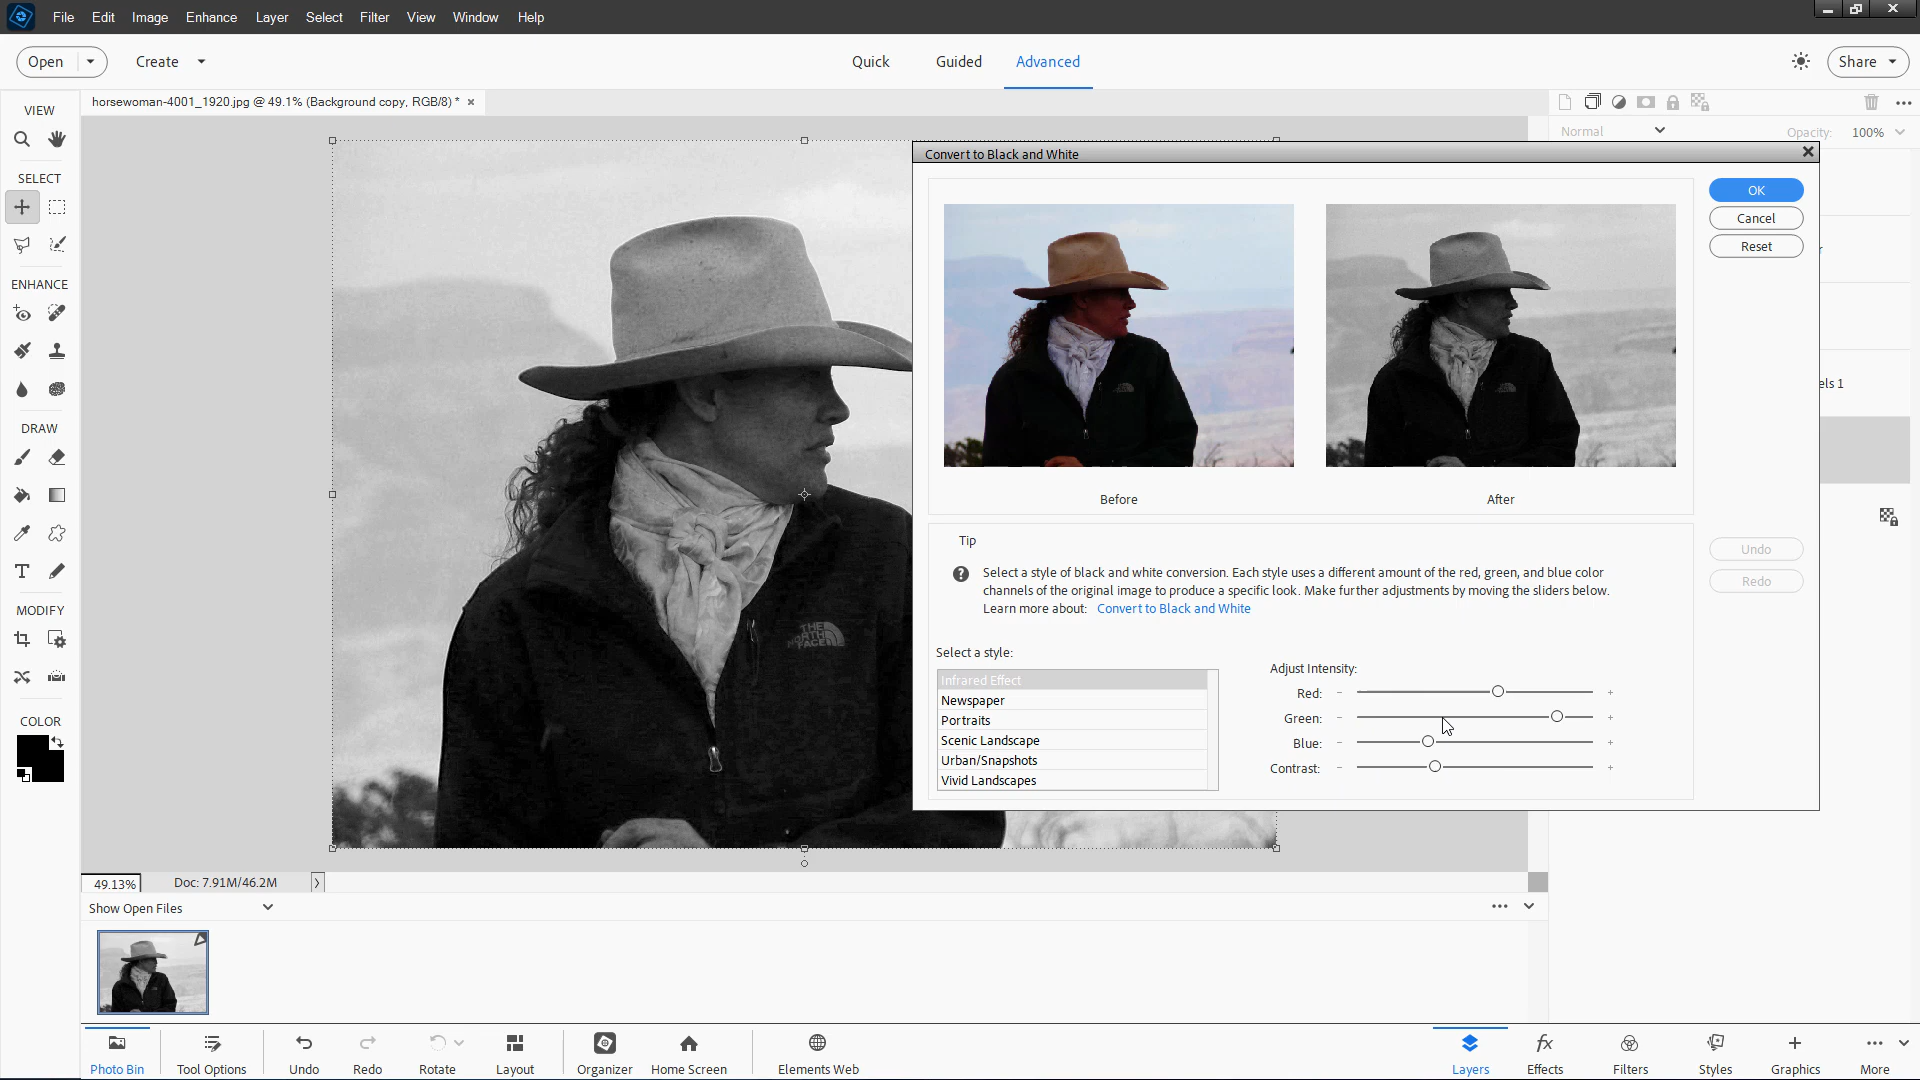 File Edit Image Enhance Layer Select Filter View Window Help
Open Create Quick Guided Advanced Share
VIEW
horsewoman-4001_1920.jpg @ 49.1% (Background copy, RGB/8) *
Normal Opacity: 100%
Convert to Black and White
SELECT
OK
Cancel
Reset
ENHANCE
els 1
DRAW
Before After
Tip
Undo
Select a style of black and white conversion. Each style uses a different amount of the red, green, and blue color
channels of the original image to produce a specific look. Make further adjustments by moving the sliders below.
Redo
Learn more about: Convert to Black and White
MODIFY
THE
NORTH
FACE
Select a style:
Adjust Intensity:
Infrared Effect
Newspaper
Portraits
Scenic Landscape
Urban/Snapshots
Vivid Landscapes
Red: - +
Green: - +
Blue: - +
Contrast: - +
COLOR
49.13% Doc: 7.91M/46.2M
Show Open Files
Photo Bin Tool Options Undo Redo Rotate Layout Organizer Home Screen Elements Web Layers Effects Filters Styles Graphics More